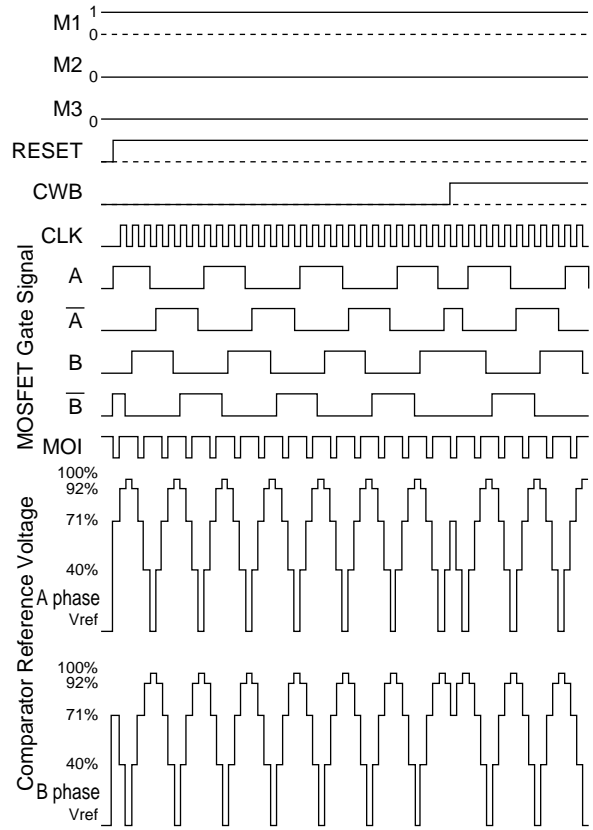 M1
1
0
M2
0
M3
0
RESET
CWB
CLK
MOSFET Gate Signal
A
A̅
B
B̅
MOI
Comparator Reference Voltage
100%
92%
71%
40%
A phase
Vref
100%
92%
71%
40%
B phase
Vref